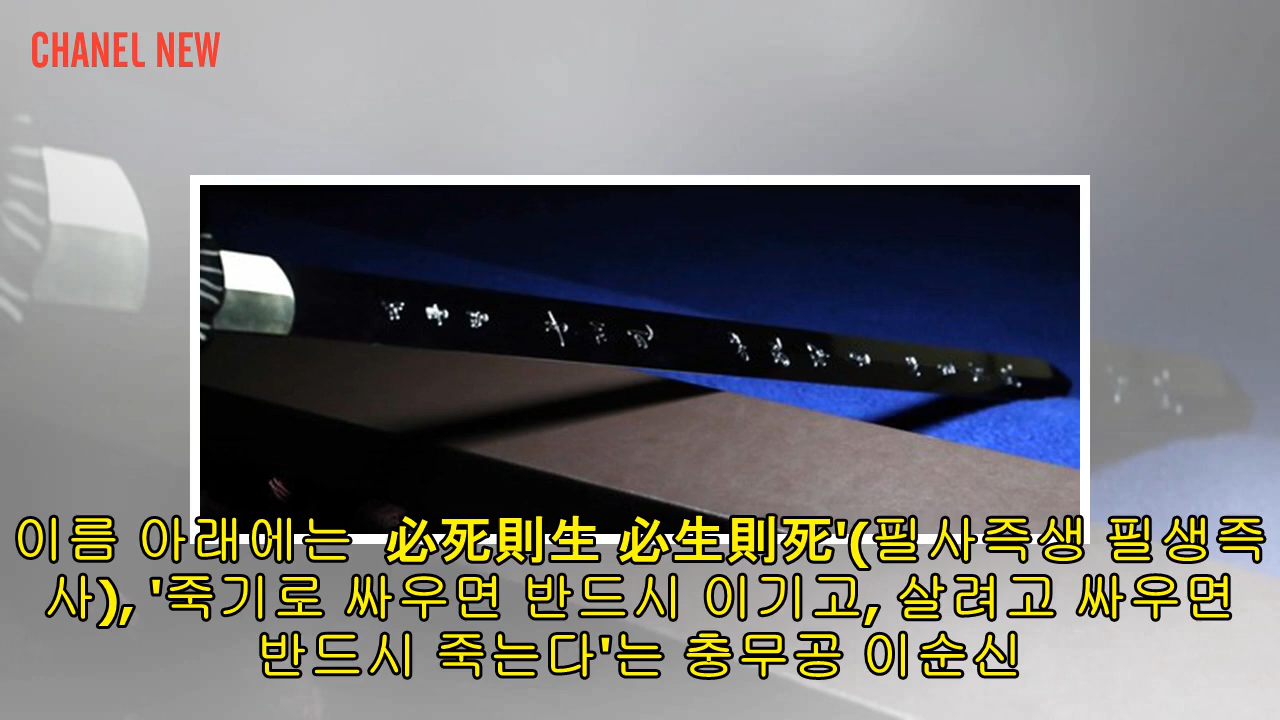 CHANEL NEW
이름 아래에는 必死則生 必生則死'(필사즉생 필생즉
사), '죽기로 싸우면 반드시 이기고, 살려고 싸우면
반드시 죽는다'는 충무공 이순신